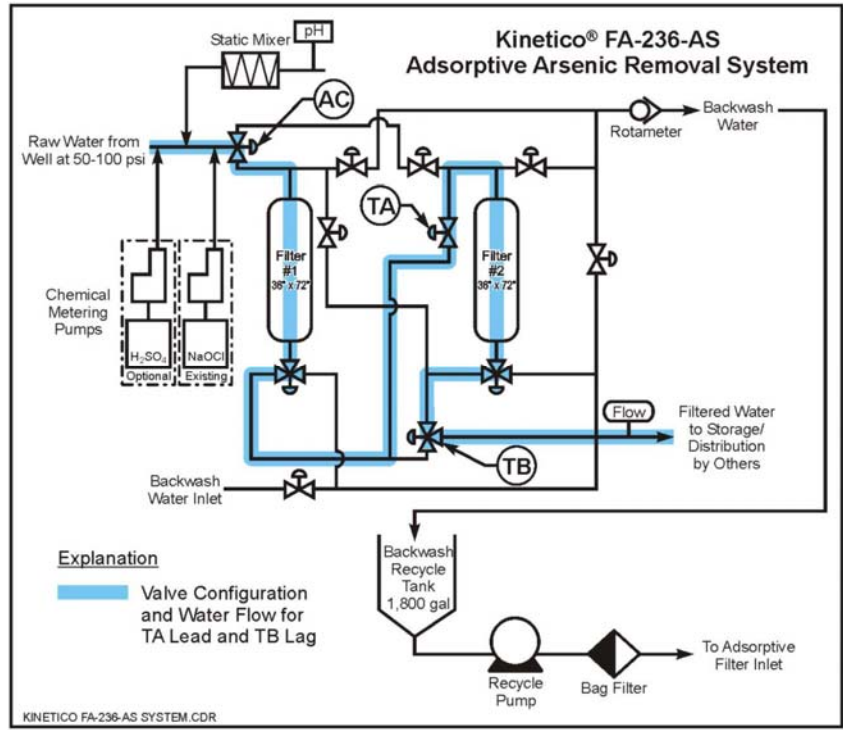 Kinetico® FA-236-AS
Adsorptive Arsenic Removal System
pH
Static Mixer
AC
Raw Water from
Well at 50-100 psi
Rotameter
Backwash
Water
TA
Filter
#1
36" x 72"
Filter
#2
36" x 72"
Chemical
Metering
Pumps
H₂SO₄
Optional
NaOCl
Existing
Flow
Filtered Water
to Storage/
Distribution
by Others
TB
Backwash
Water Inlet
Explanation
Valve Configuration
and Water Flow for
TA Lead and TB Lag
Backwash
Recycle
Tank
1,800 gal
Recycle
Pump
Bag Filter
To Adsorptive
Filter Inlet
KINETICO FA-236-AS SYSTEM.CDR